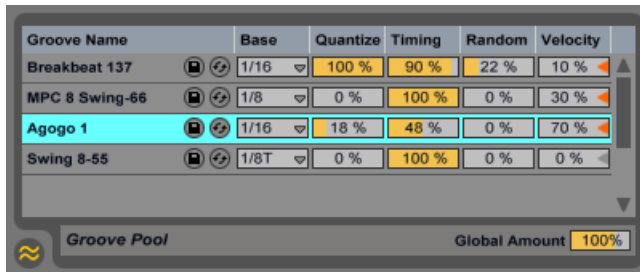 Groove Name Base Quantize Timing Random Velocity
Breakbeat 137 1/16 100 % 90 % 22 % 10 %
MPC 8 Swing-66 1/8 0 % 100 % 0 % 30 %
Agogo 1 1/16 18 % 48 % 0 % 70 %
Swing 8-55 1/8T 0 % 100 % 0 % 0 %
Groove Pool Global Amount 100%